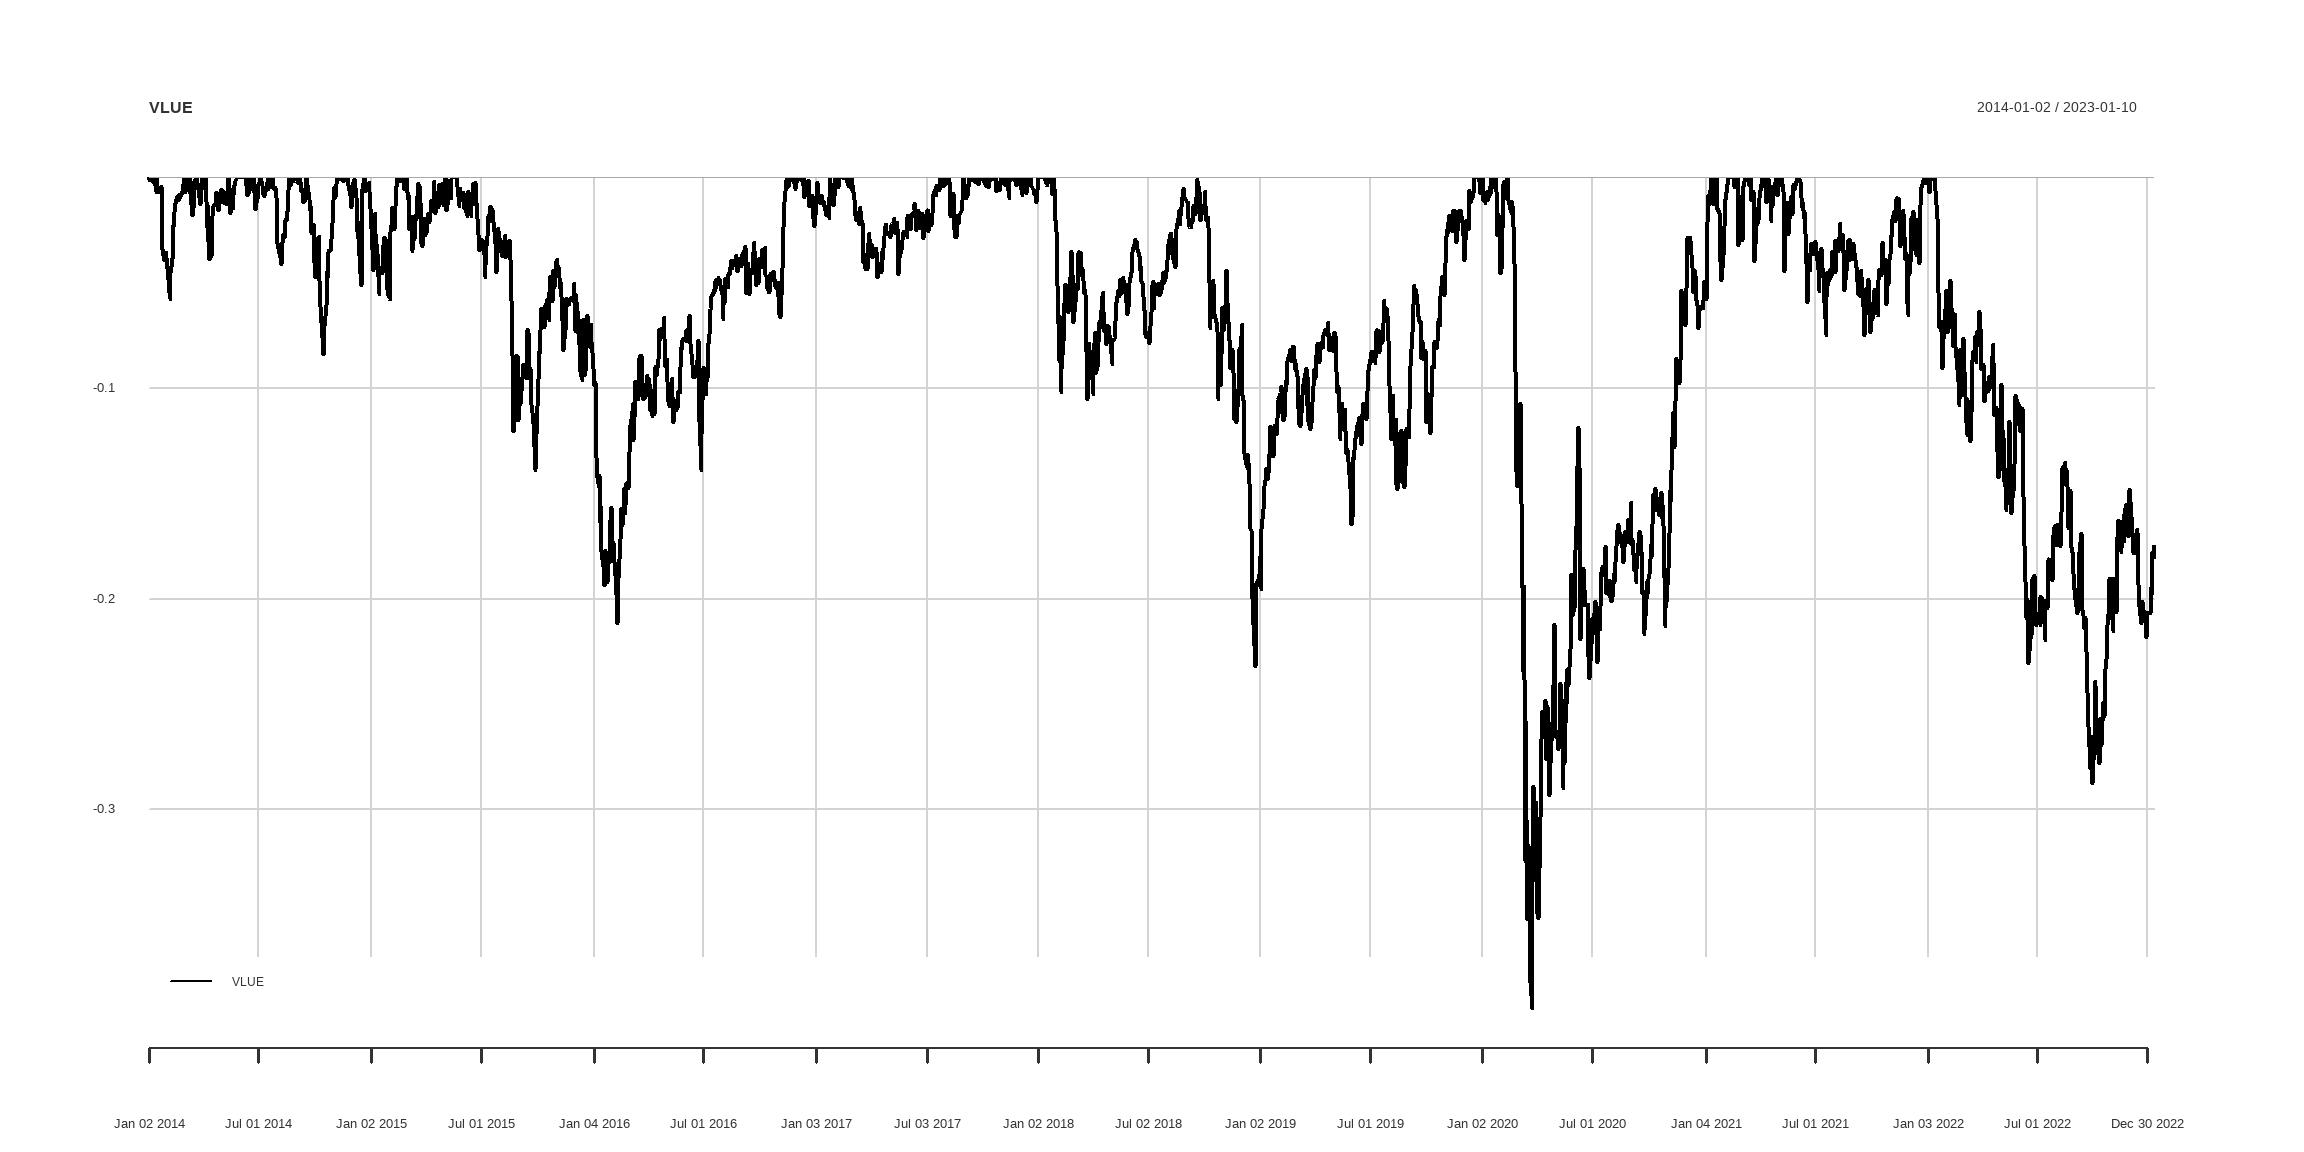 VLUE
2014-01-02 / 2023-01-10
-0.1
-0.2
-0.3
VLUE
Jan 02 2014
Jul 01 2014
Jan 02 2015
Jul 01 2015
Jan 04 2016
Jul 01 2016
Jan 03 2017
Jul 03 2017
Jan 02 2018
Jul 02 2018
Jan 02 2019
Jul 01 2019
Jan 02 2020
Jul 01 2020
Jan 04 2021
Jul 01 2021
Jan 03 2022
Jul 01 2022
Dec 30 2022